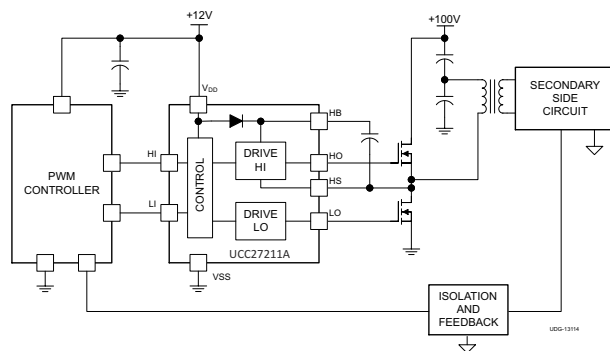 +12V
+100V
VDD
SECONDARY
SIDE
CIRCUIT
HB
PWM
CONTROLLER
HI
CONTROL
DRIVE
HI
HO
HS
LI
DRIVE
LO
LO
UCC27211A
VSS
ISOLATION
AND
FEEDBACK
UDG-13114